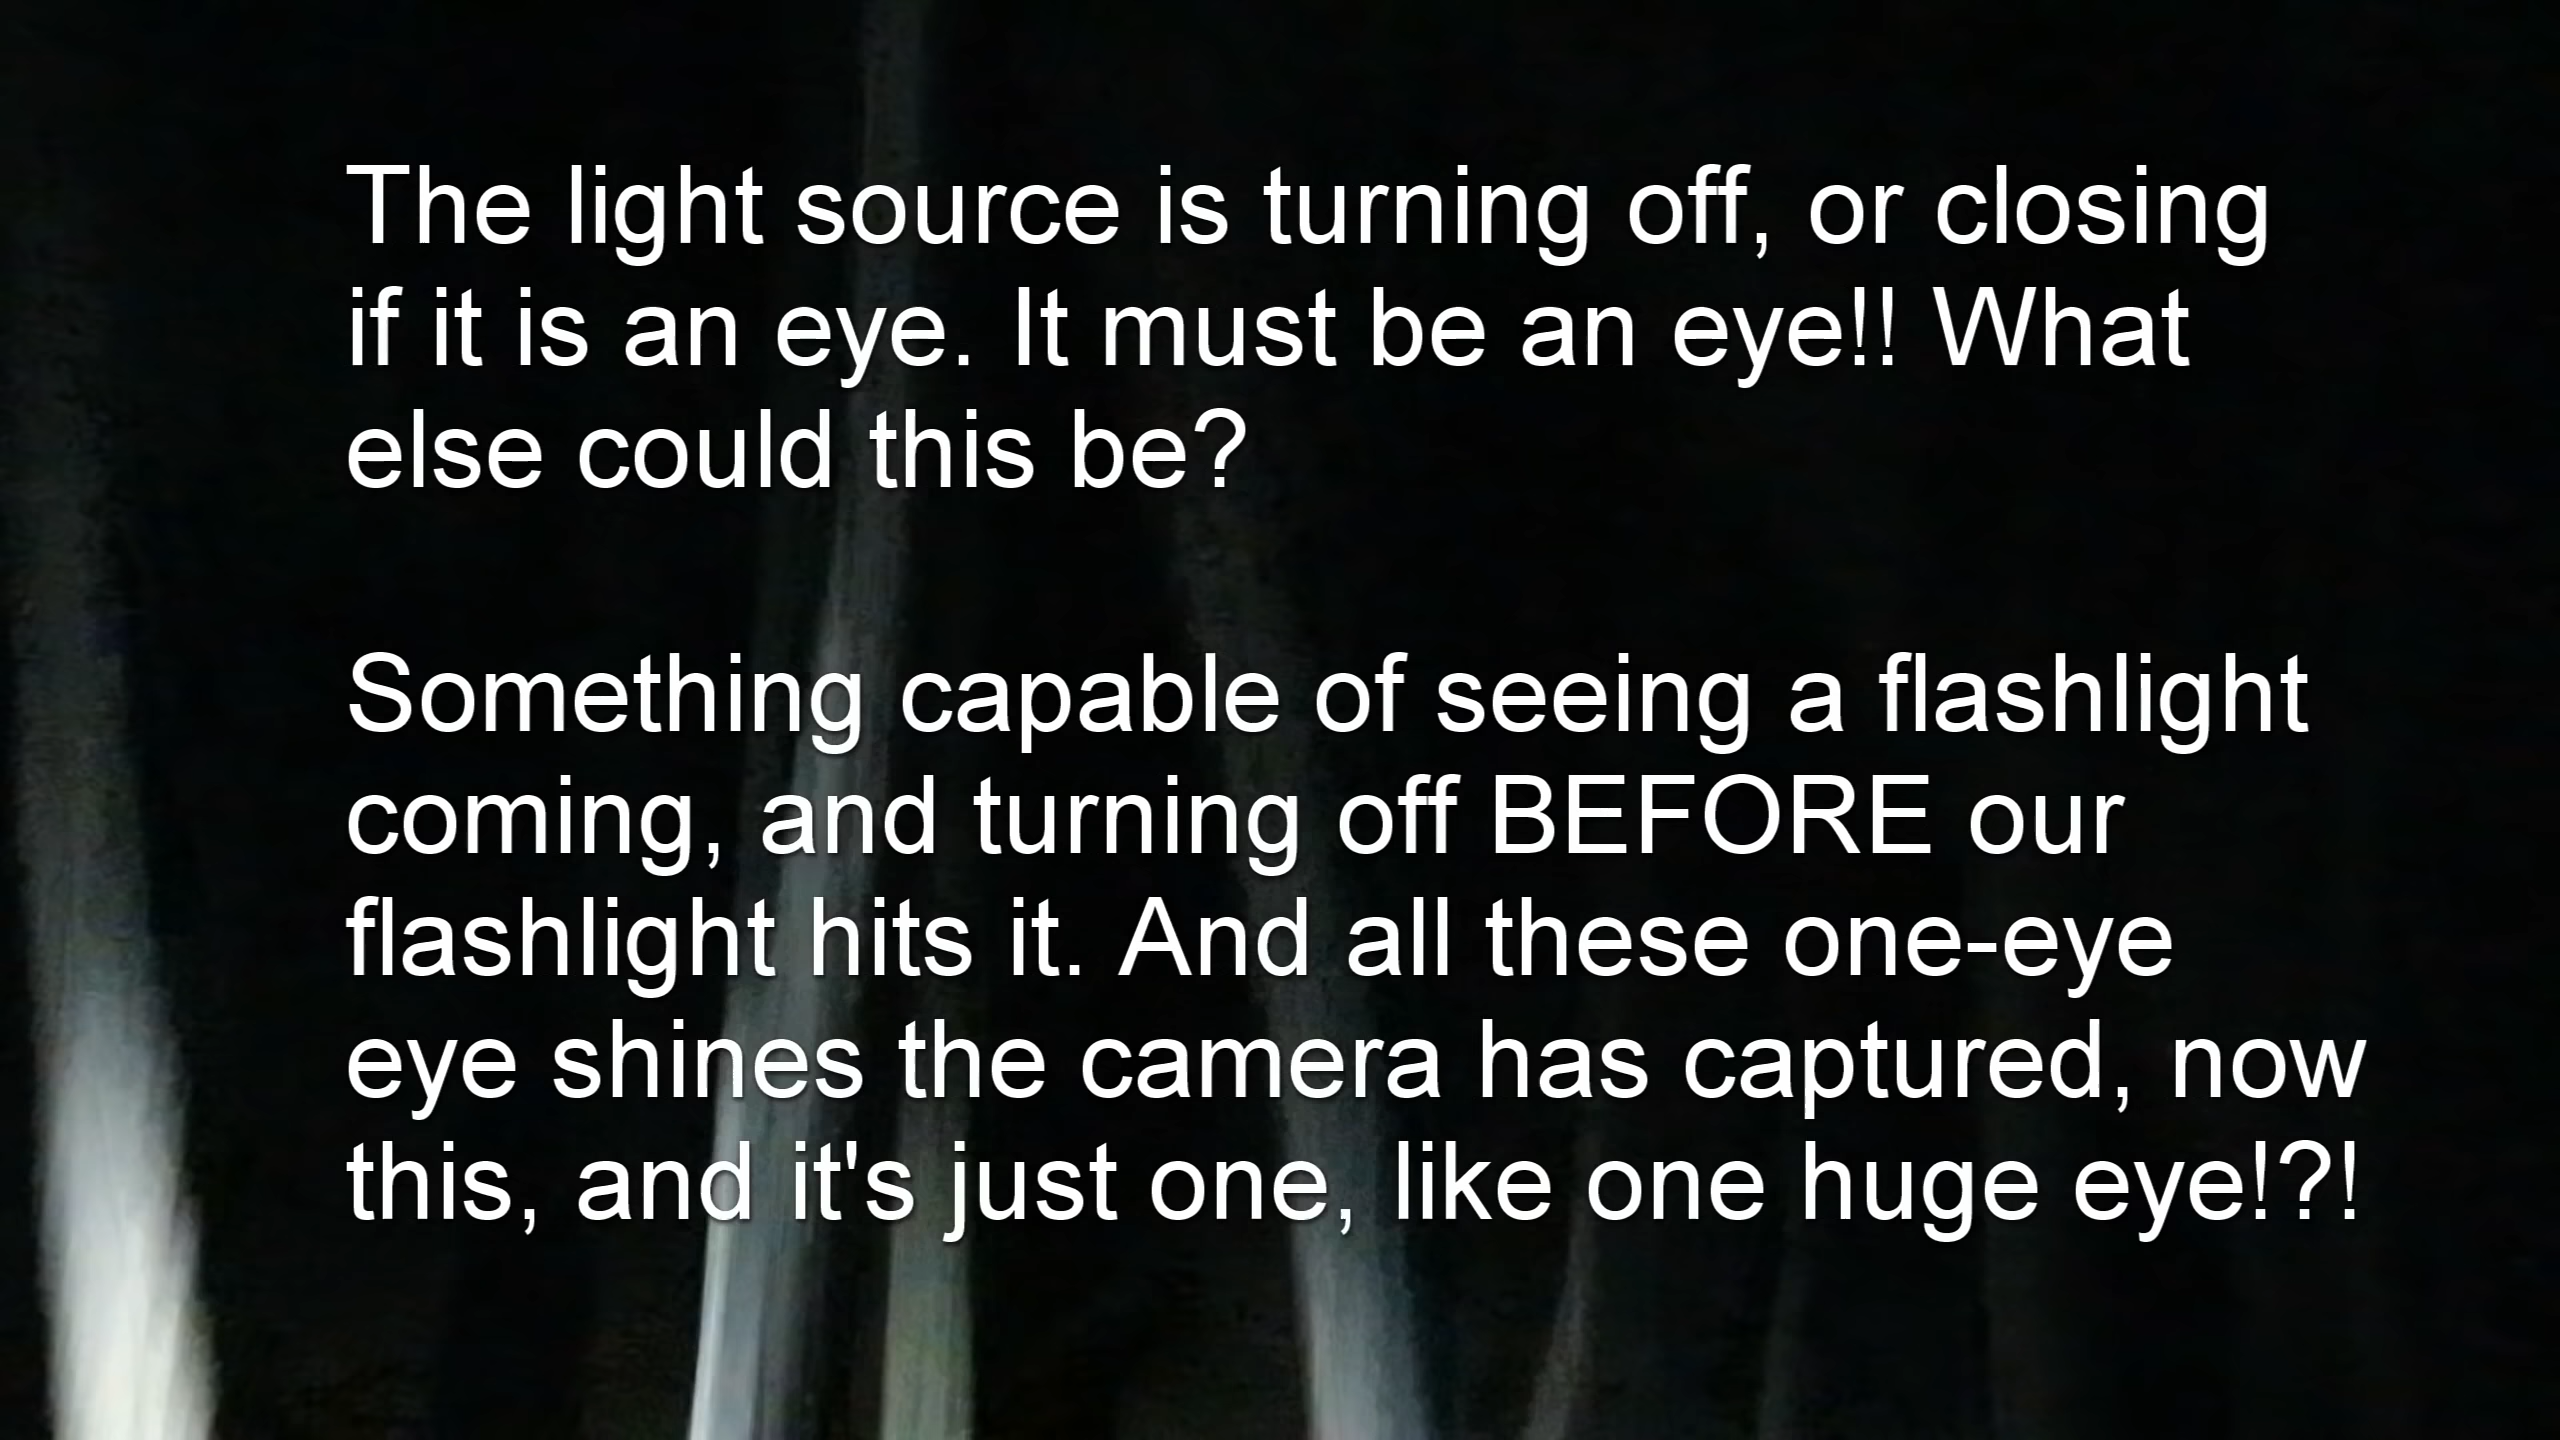 The light source is turning off, or closing
if it is an eye. It must be an eye!! What
else could this be?
Something capable of seeing a flashlight
coming, and turning off BEFORE our
flashlight hits it. And all these one-eye
eye shines the camera has captured, now
this, and it's just one, like one huge eye!?!